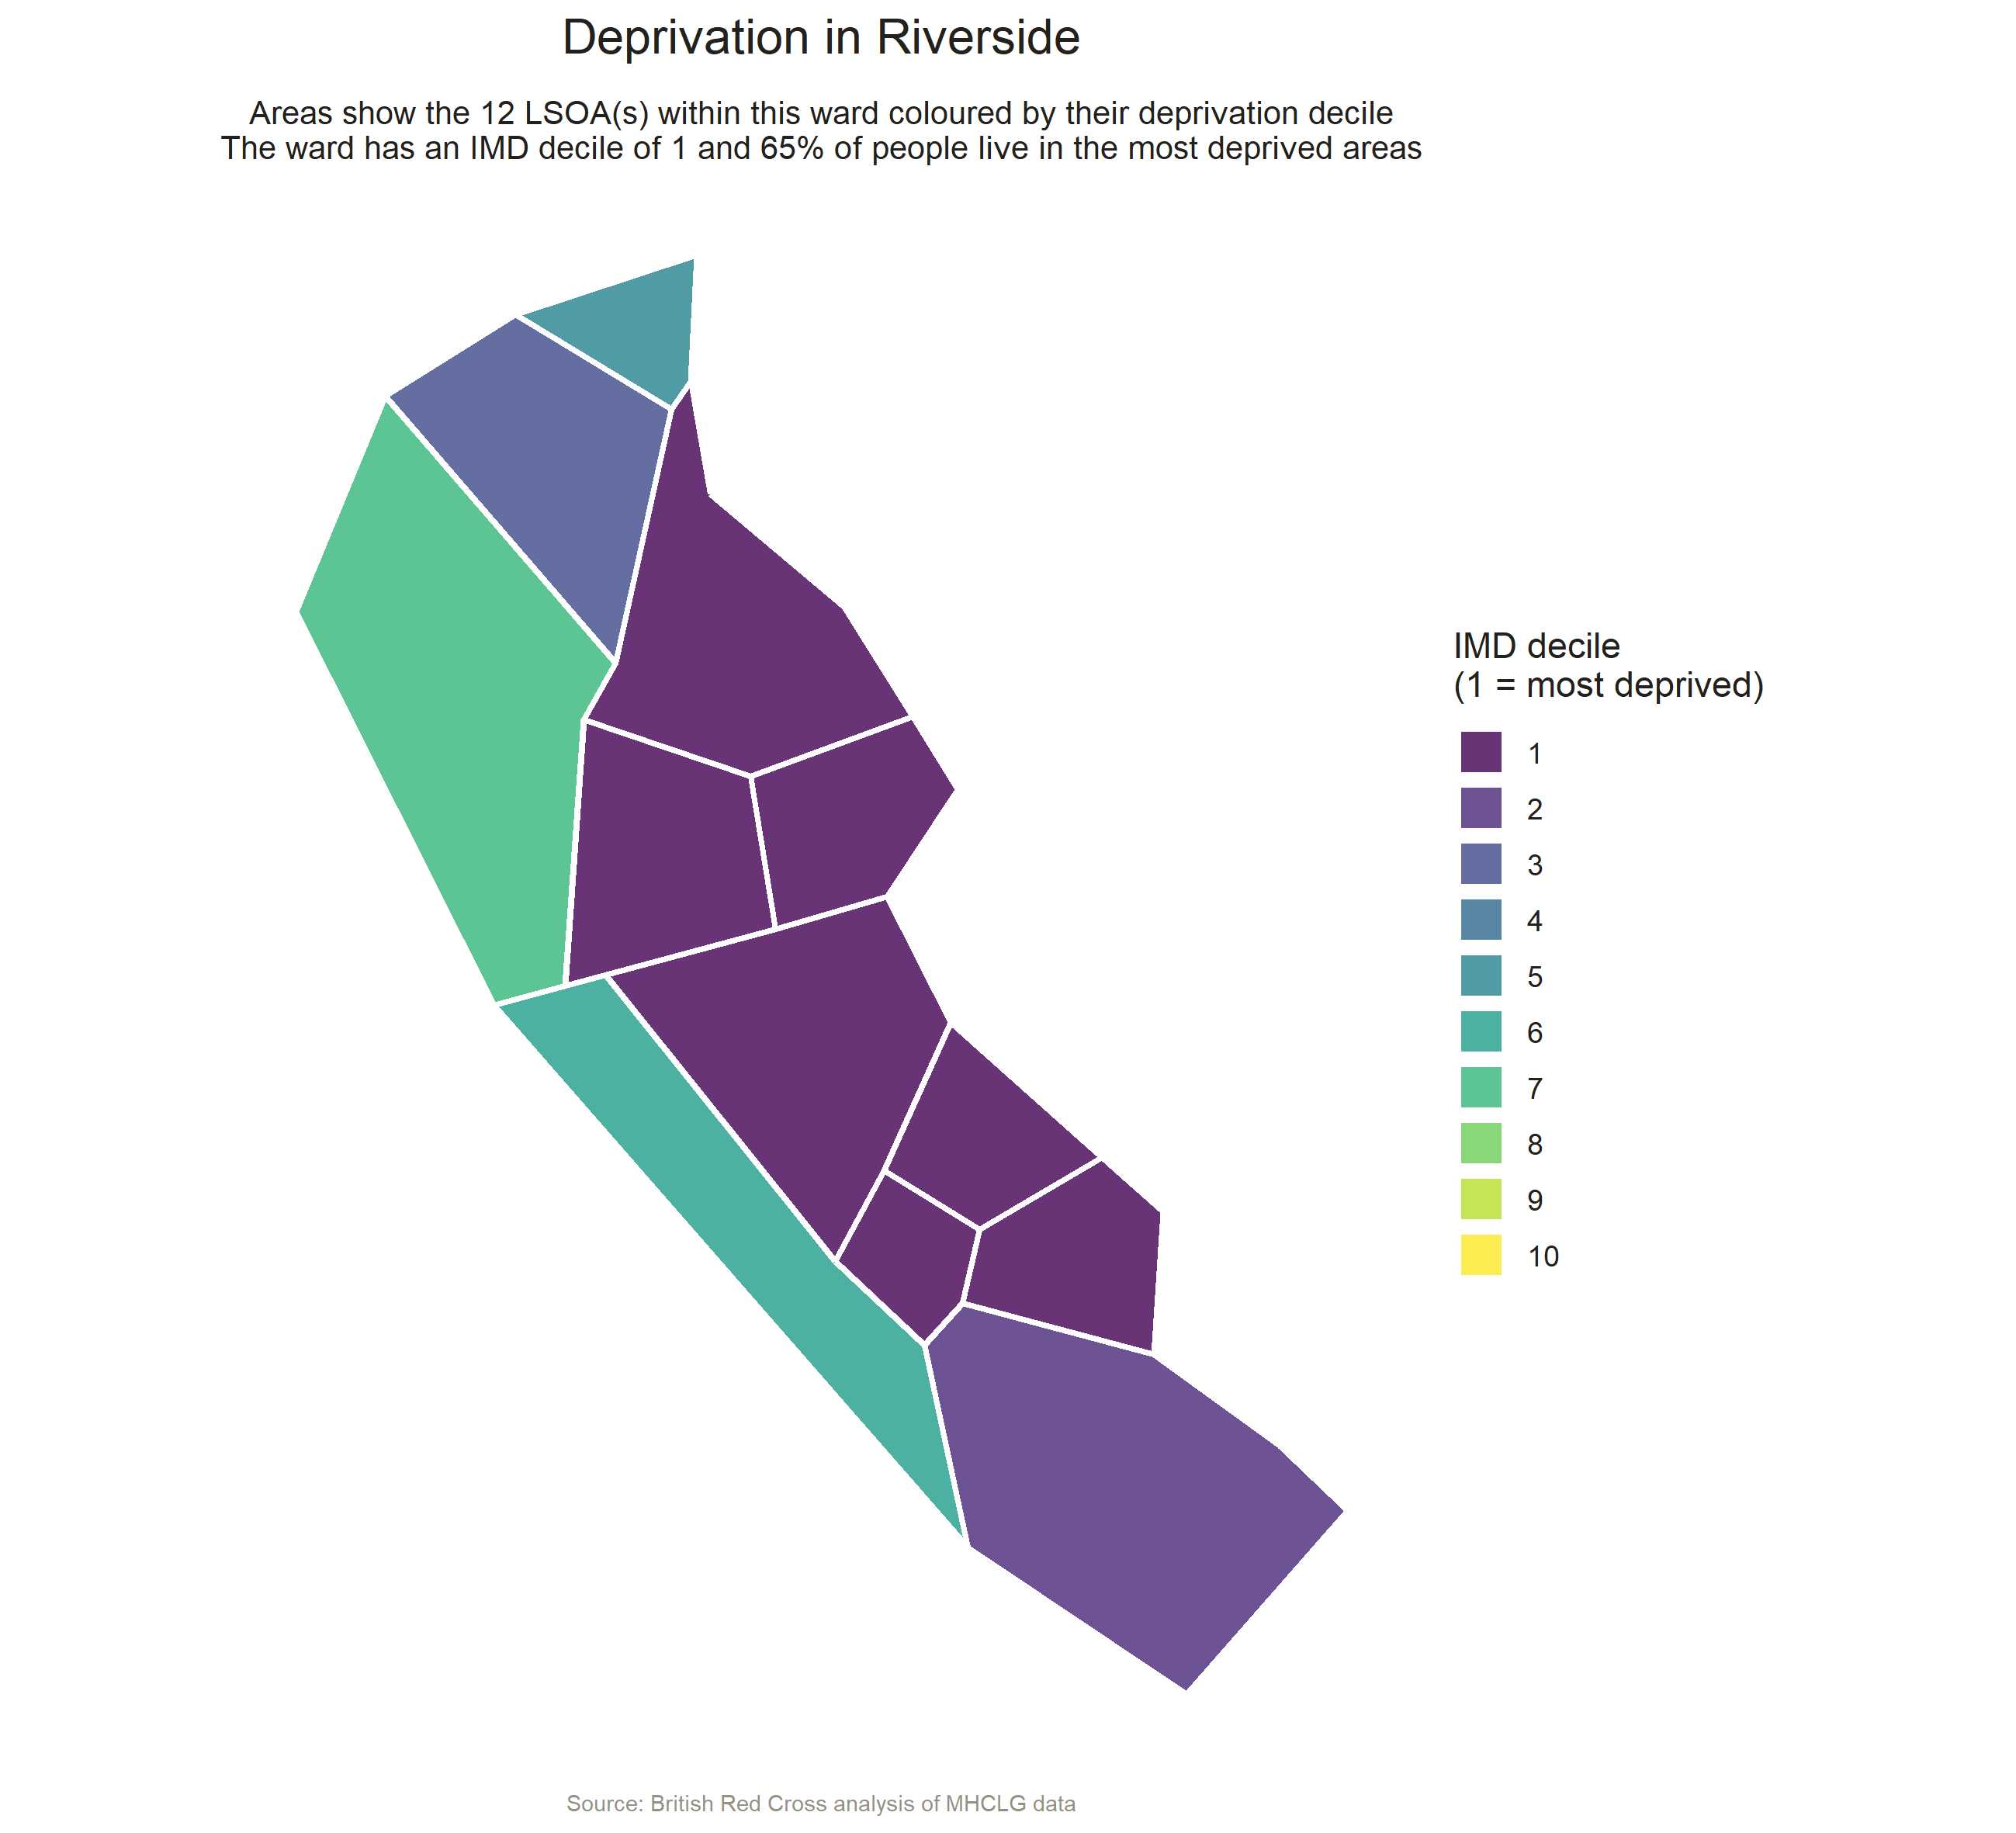 Deprivation in Riverside
Areas show the 12 LSOA(s) within this ward coloured by their deprivation decile
The ward has an IMD decile of 1 and 65% of people live in the most deprived areas
IMD decile
(1 = most deprived)
1
2
3
4
5
6
7
8
9
10
Source: British Red Cross analysis of MHCLG data